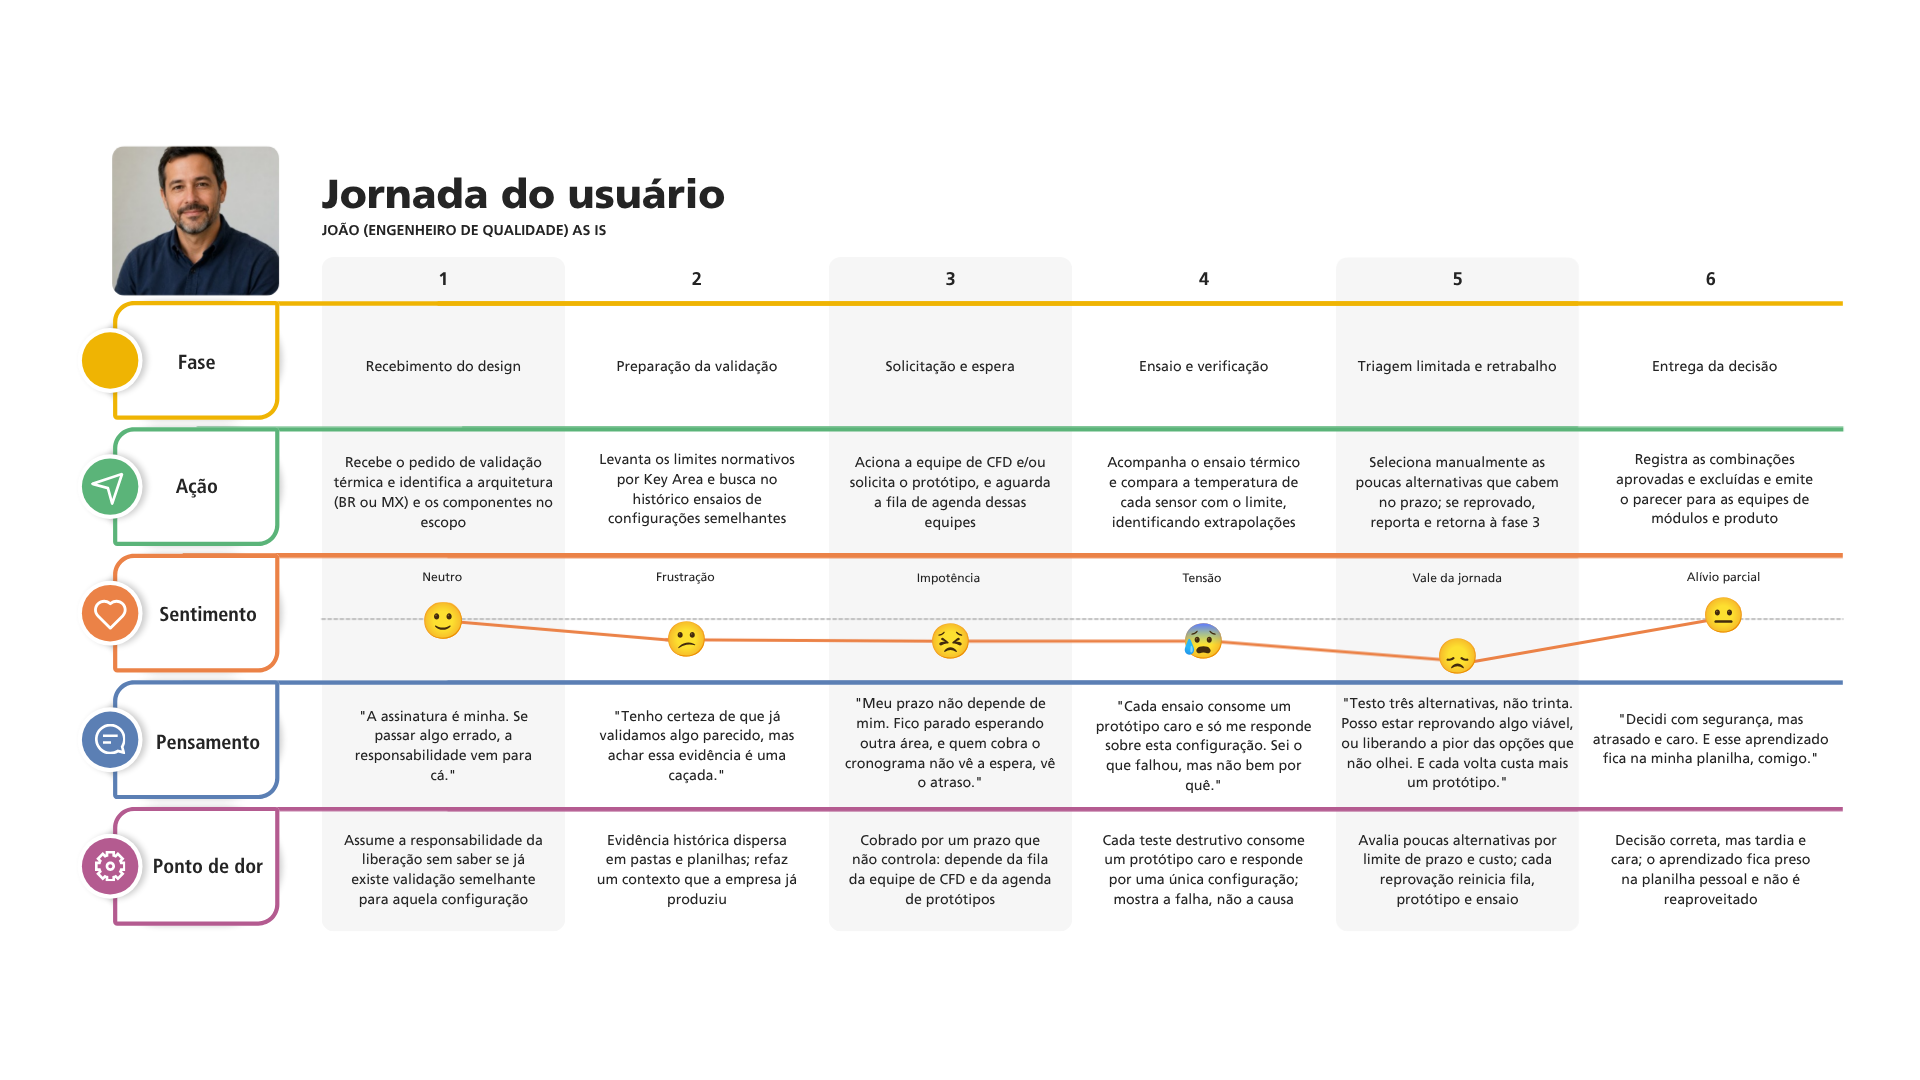 Jornada do usuário
JOÃO (ENGENHEIRO DE QUALIDADE) AS IS
1
2
3
4
5
6
Fase
Recebimento do design
Preparação da validação
Solicitação e espera
Ensaio e verificação
Triagem limitada e retrabalho
Entrega da decisão
Ação
Recebe o pedido de validação
térmica e identifica a arquitetura
(BR ou MX) e os componentes no
escopo
Levanta os limites normativos
por Key Area e busca no
histórico ensaios de
configurações semelhantes
Aciona a equipe de CFD e/ou
solicita o protótipo, e aguarda
a fila de agenda dessas
equipes
Acompanha o ensaio térmico
e compara a temperatura de
cada sensor com o limite,
identificando extrapolações
Seleciona manualmente as
poucas alternativas que cabem
no prazo; se reprovado,
reporta e retorna à fase 3
Registra as combinações
aprovadas e excluídas e emite
o parecer para as equipes de
módulos e produto
Sentimento
Neutro
Frustração
Impotência
Tensão
Vale da jornada
Alívio parcial
Pensamento
"A assinatura é minha. Se
passar algo errado, a
responsabilidade vem para
cá."
"Tenho certeza de que já
validamos algo parecido, mas
achar essa evidência é uma
caçada."
"Meu prazo não depende de
mim. Fico parado esperando
outra área, e quem cobra o
cronograma não vê a espera, vê
o atraso."
"Cada ensaio consome um
protótipo caro e só me responde
sobre esta configuração. Sei o
que falhou, mas não bem por
quê."
"Testo três alternativas, não trinta.
Posso estar reprovando algo viável,
ou liberando a pior das opções que
não olhei. E cada volta custa mais
um protótipo."
"Decidi com segurança, mas
atrasado e caro. E esse aprendizado
fica na minha planilha, comigo."
Ponto de dor
Assume a responsabilidade da
liberação sem saber se já
existe validação semelhante
para aquela configuração
Evidência histórica dispersa
em pastas e planilhas; refaz
um contexto que a empresa já
produziu
Cobrado por um prazo que
não controla: depende da fila
da equipe de CFD e da agenda
de protótipos
Cada teste destrutivo consome
um protótipo caro e responde
por uma única configuração;
mostra a falha, não a causa
Avalia poucas alternativas por
limite de prazo e custo; cada
reprovação reinicia fila,
protótipo e ensaio
Decisão correta, mas tardia e
cara; o aprendizado fica preso
na planilha pessoal e não é
reaproveitado